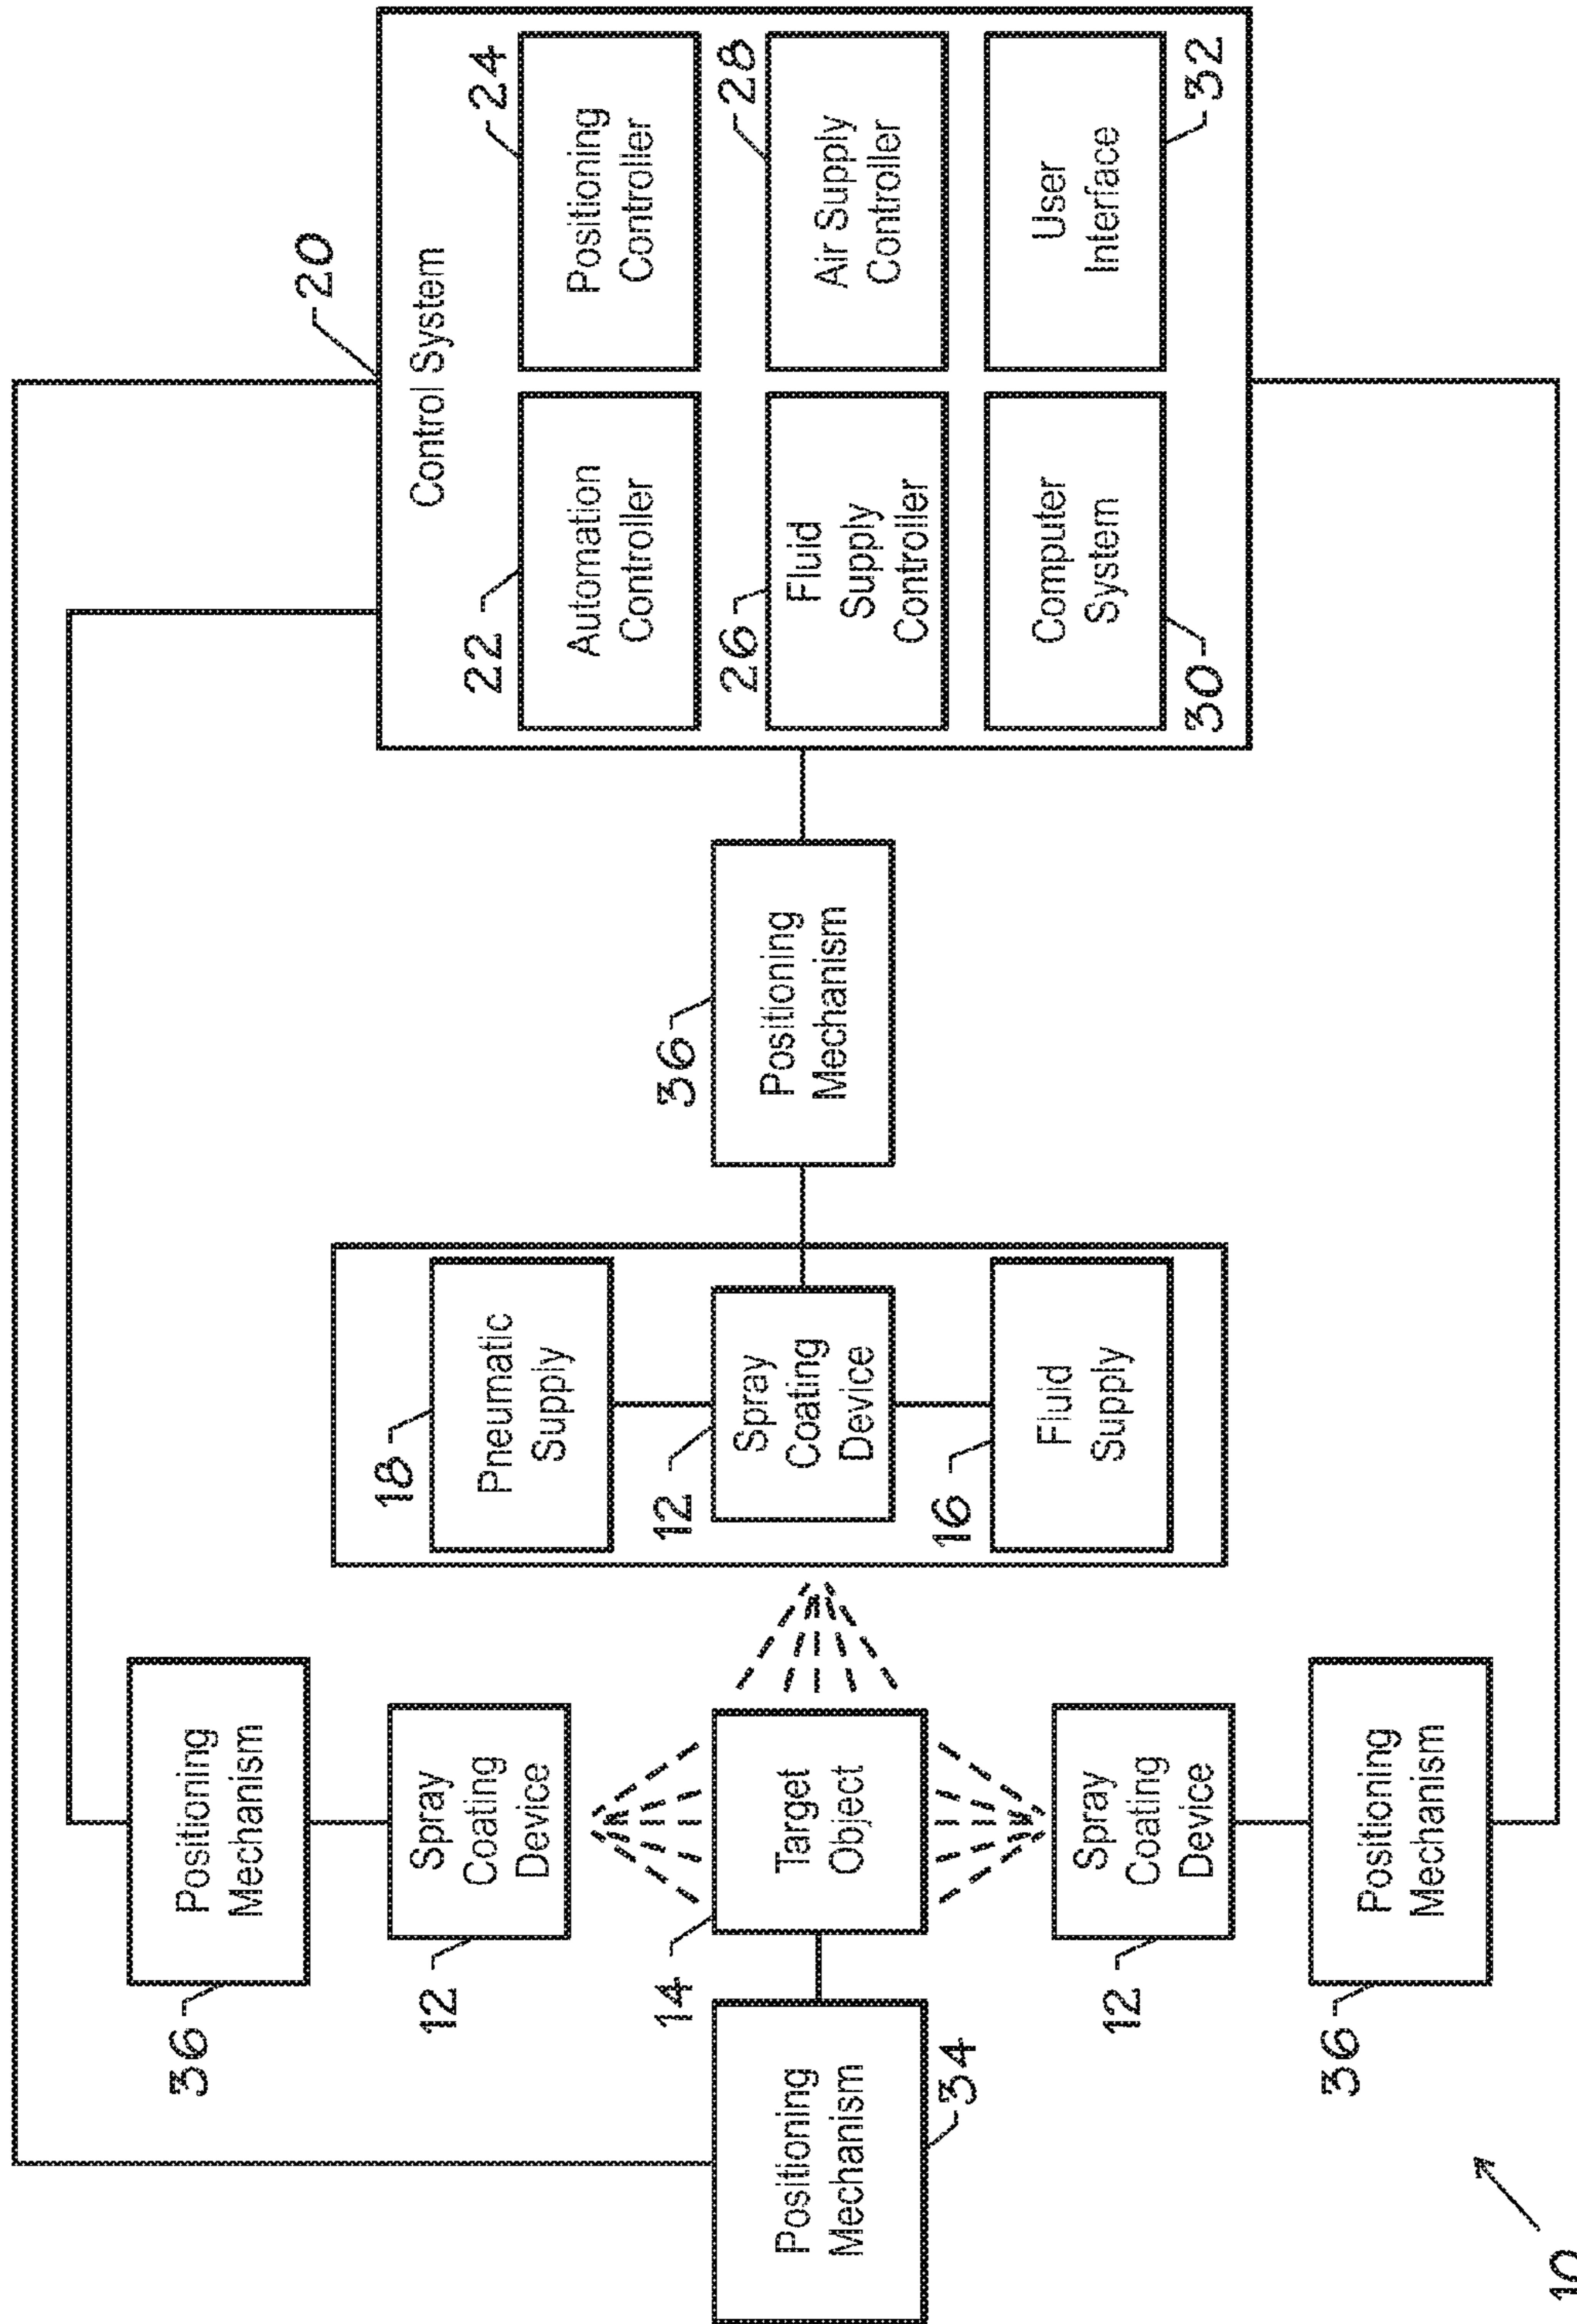 36
Positioning
Mechanism
12
Spray
Coating
Device
14
Target
Object
Positioning
Mechanism
34
12
Spray
Coating
Device
36
Positioning
Mechanism
18
Pneumatic
Supply
12
Spray
Coating
Device
16
Fluid
Supply
36
Positioning
Mechanism
20
Control System
22
Automation
Controller
24
Positioning
Controller
26
Fluid
Supply
Controller
28
Air Supply
Controller
Computer
System
30
User
Interface
32
10